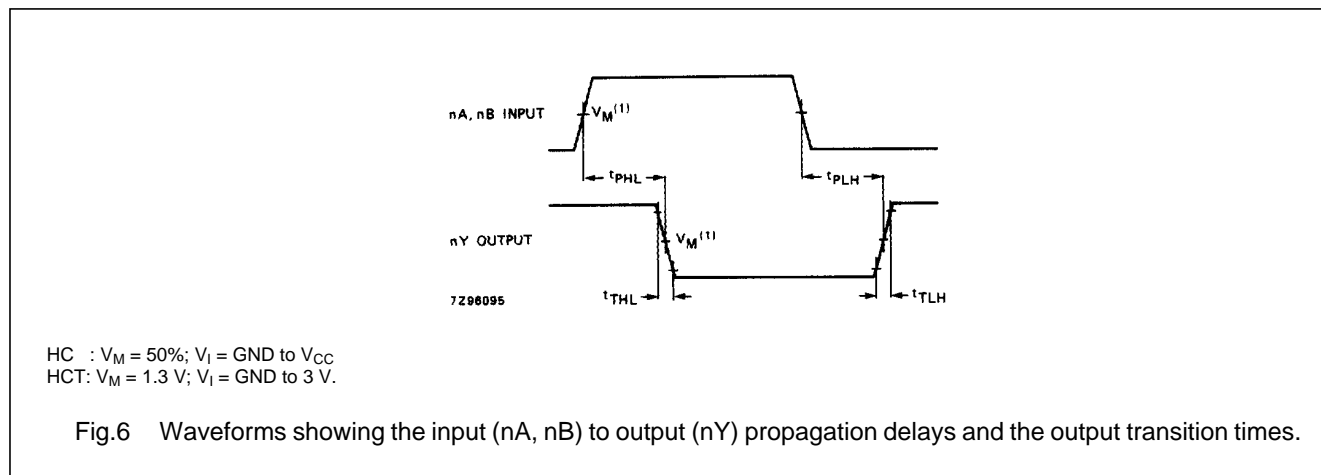 nA, nB INPUT
VM(1)
tPHL
tPLH
nY OUTPUT
VM(1)
tTHL
tTLH
7Z96095
HC : VM = 50%; VI = GND to VCC
HCT: VM = 1.3 V; VI = GND to 3 V.
Fig.6 Waveforms showing the input (nA, nB) to output (nY) propagation delays and the output transition times.